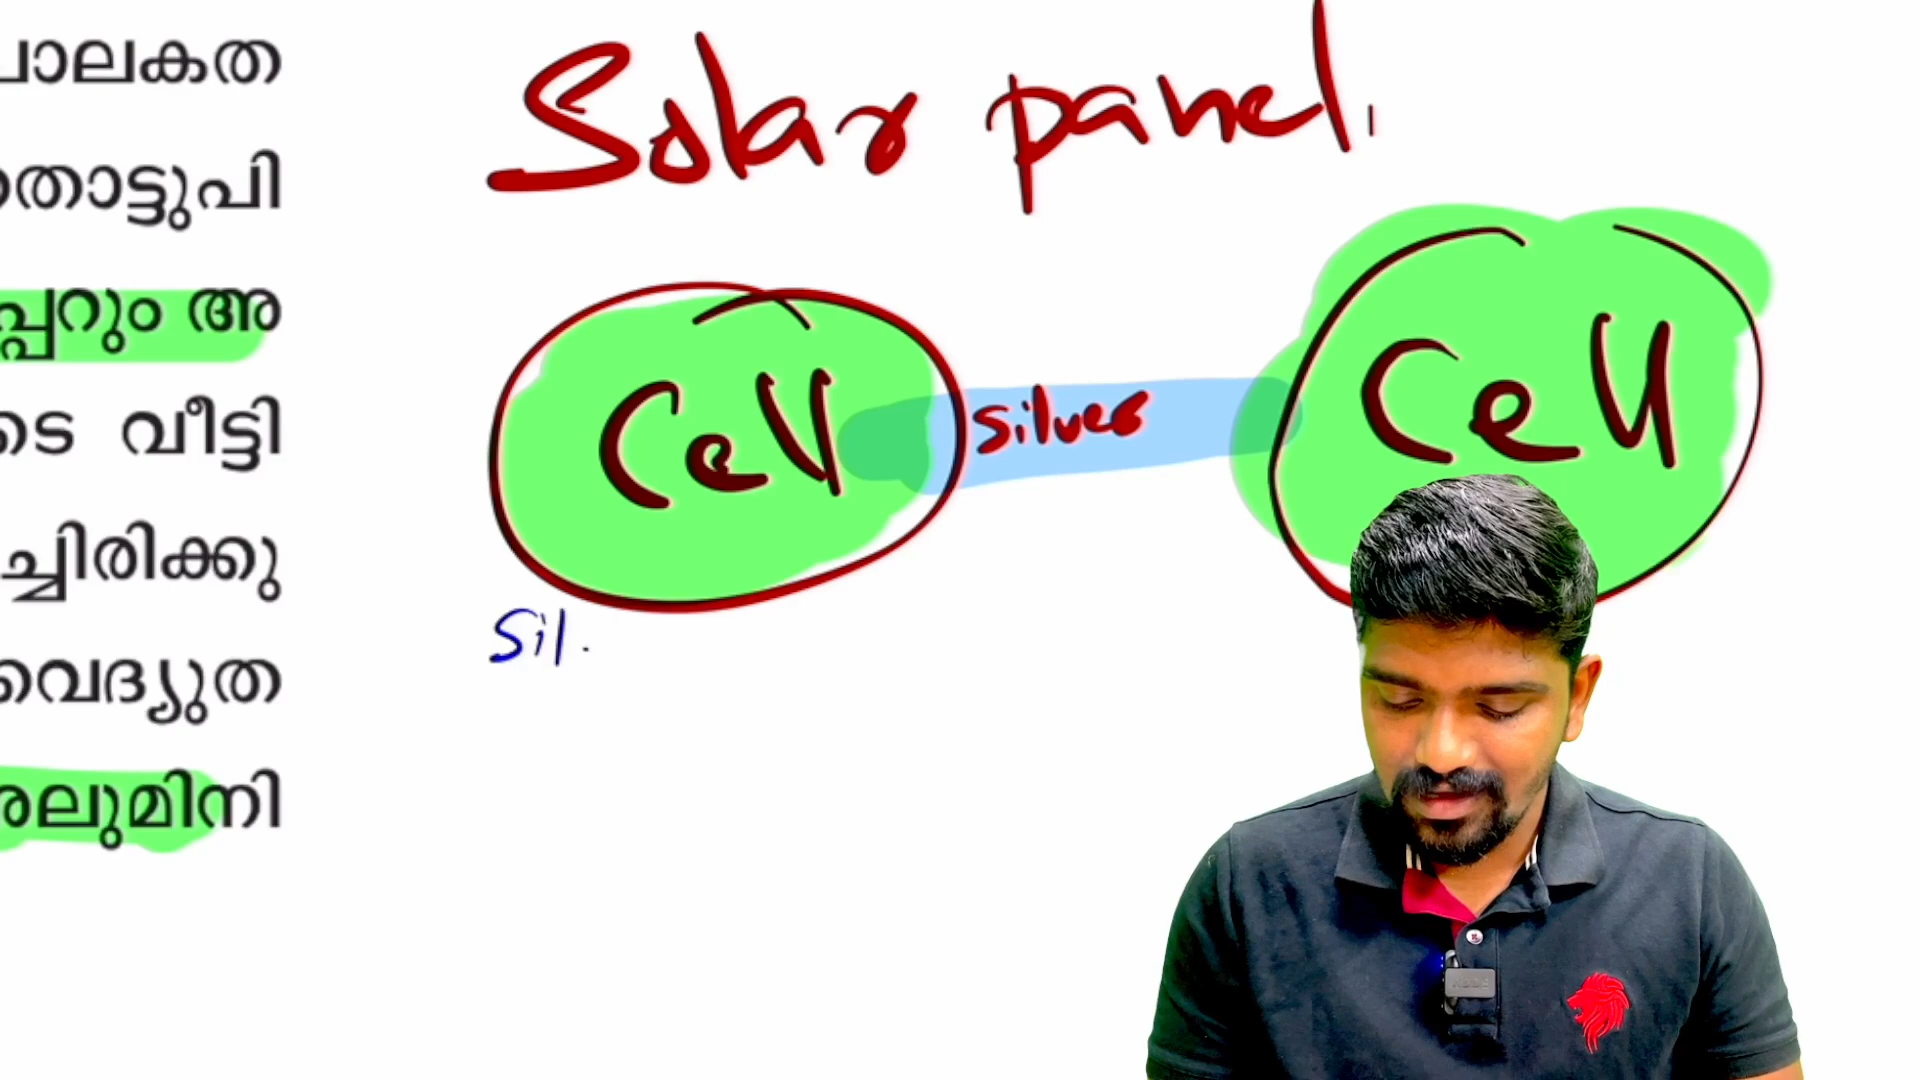 പാലകത
തൊട്ടുപി
പ്പറും അ
ടെ വീട്ടി
ച്ചിരിക്കു
വൈദ്യുത
അലുമിനി
Solar panel.
Cell silver Cell
Sil.